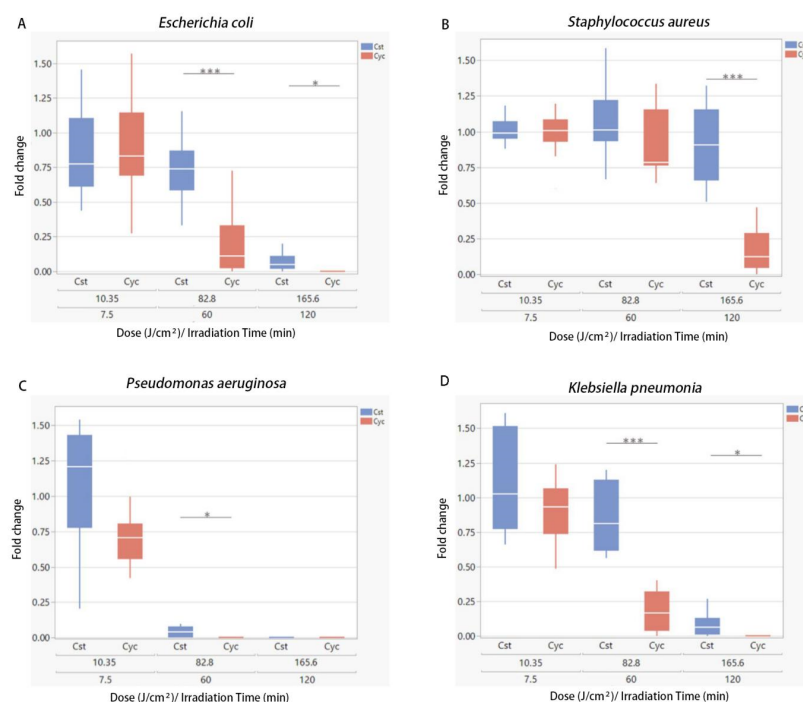 A
Escherichia coli
Cst
Cyc
Fold change
1.50
1.25
1.00
0.75
0.50
0.25
0.00
***
*
Cst Cyc Cst Cyc Cst Cyc
10.35 82.8 165.6
7.5 60 120
Dose (J/cm²)/ Irradiation Time (min)
B
Staphylococcus aureus
Fold change
1.50
1.25
1.00
0.75
0.50
0.25
0.00
***
Cst Cyc Cst Cyc Cst Cyc
10.35 82.8 165.6
7.5 60 120
Dose (J/cm²)/ Irradiation Time (min)
C
Pseudomonas aeruginosa
Cst
Cyc
Fold change
1.50
1.25
1.00
0.75
0.50
0.25
0.00
*
Cst Cyc Cst Cyc Cst Cyc
10.35 82.8 165.6
7.5 60 120
Dose (J/cm²)/ Irradiation Time (min)
D
Klebsiella pneumonia
Fold change
1.50
1.25
1.00
0.75
0.50
0.25
0.00
***
*
Cst Cyc Cst Cyc Cst Cyc
10.35 82.8 165.6
7.5 60 120
Dose (J/cm²)/ Irradiation Time (min)